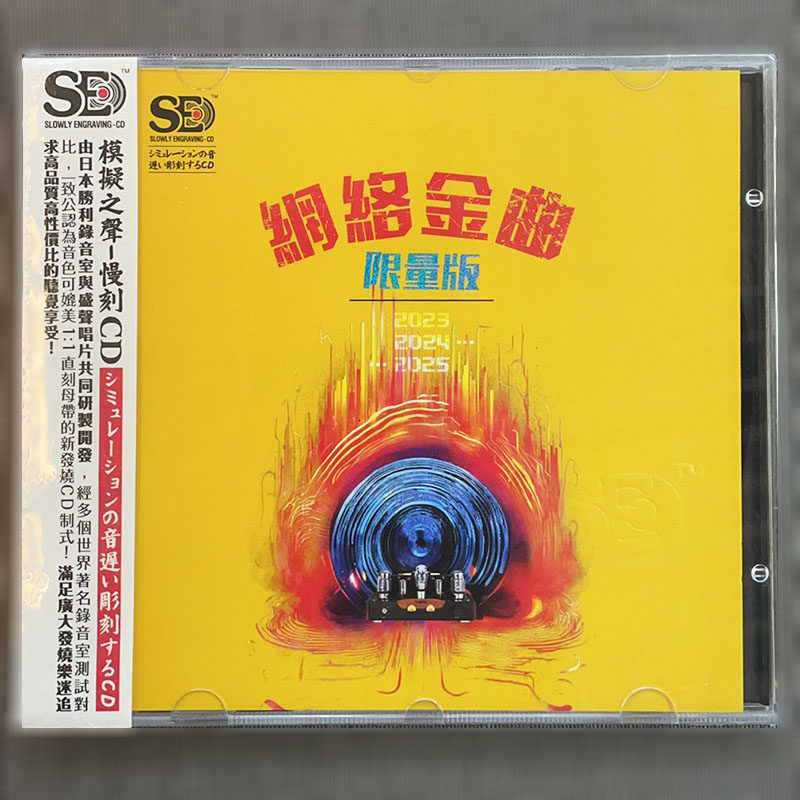 SED™
SLOWLY ENGRAVING-CD
模擬之聲-慢刻CD
シミュレーションの音遅い彫刻するCD
由日本勝利錄音室與盛聲唱片共同研製開發，經多個世界著名錄音室測試對
比，一致公認為音色可媲美1:1直刻母帶的新發燒CD制式！滿足廣大發燒樂迷追
求高品質高性價比的聽覺享受！
SED™
SLOWLY ENGRAVING-CD
シミュレーションの音
遅い彫刻するCD
網絡金曲
限量版
2023
2024…
…2025